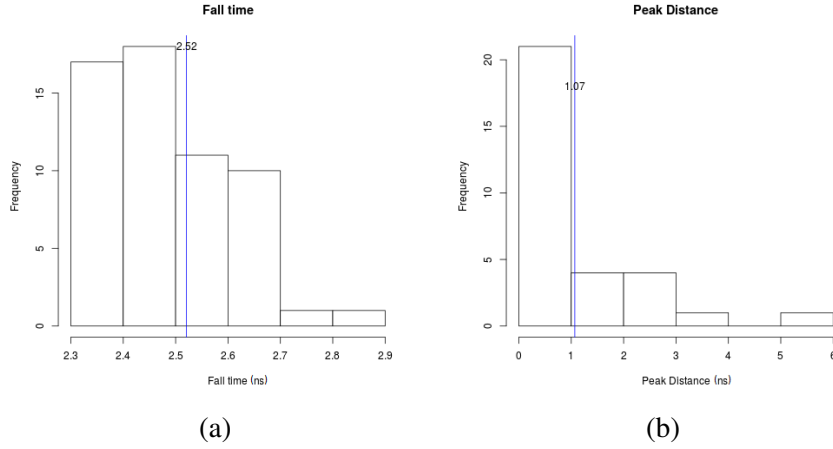 Fall time
2.52
Frequency
15
10
5
0
2.3 2.4 2.5 2.6 2.7 2.8 2.9
Fall time (ns)
(a)
Peak Distance
1.07
Frequency
20
15
10
5
0
0 1 2 3 4 5 6
Peak Distance (ns)
(b)